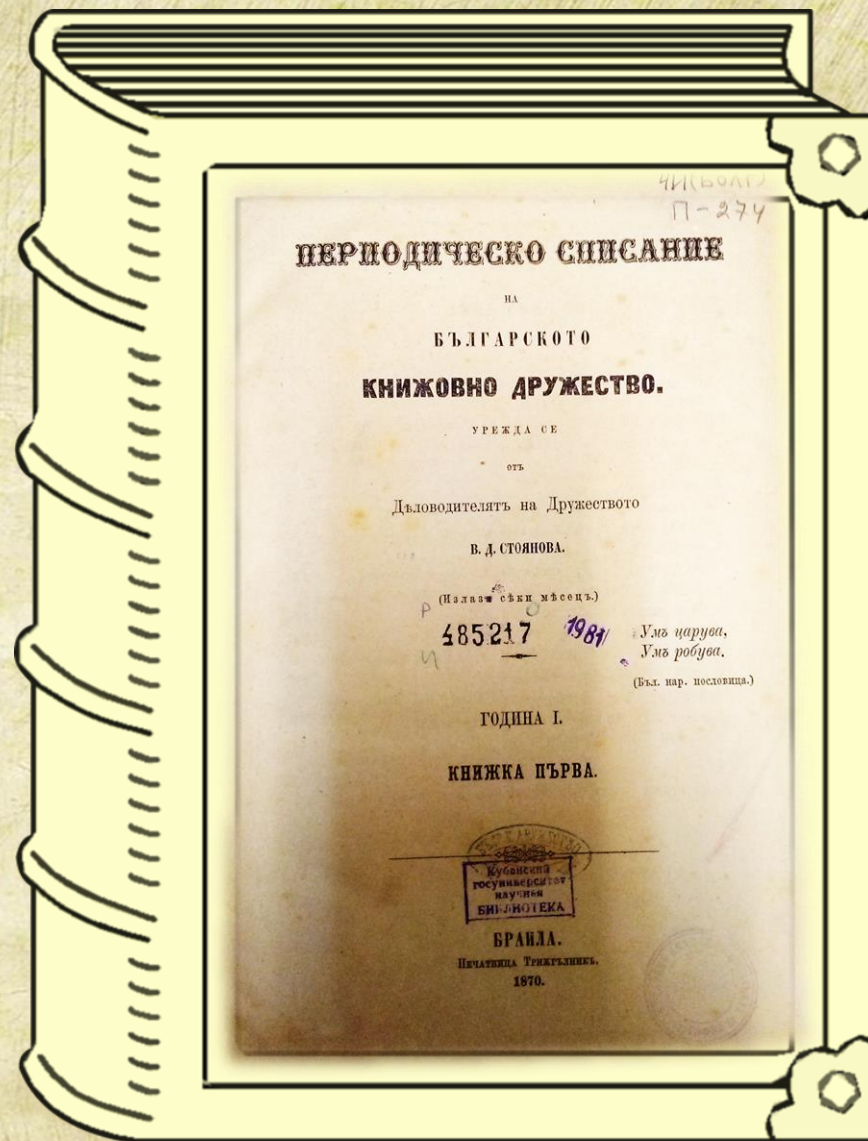 ЧИ(БОЛГ)
П-274
ПЕРИОДИЧЕСКО СПИСАНИЕ
НА
БЪЛГАРСКОТО
КНИЖОВНО ДРУЖЕСТВО.
УРЕЖДА СЕ
отъ
Дѣловодителятъ на Дружеството
В. Д. СТОЯНОВА.
(Излази сѣки мѣсецъ.)
485217 1981
Умъ царува,
Умъ робува.
(Бъл. нар. пословица.)
ГОДИНА I.
КНИЖКА ПЪРВА.
Кубанский
госуниверситет
научная
БИБЛИОТЕКА
БРАИЛА.
Печатница Трижгълникъ.
1870.